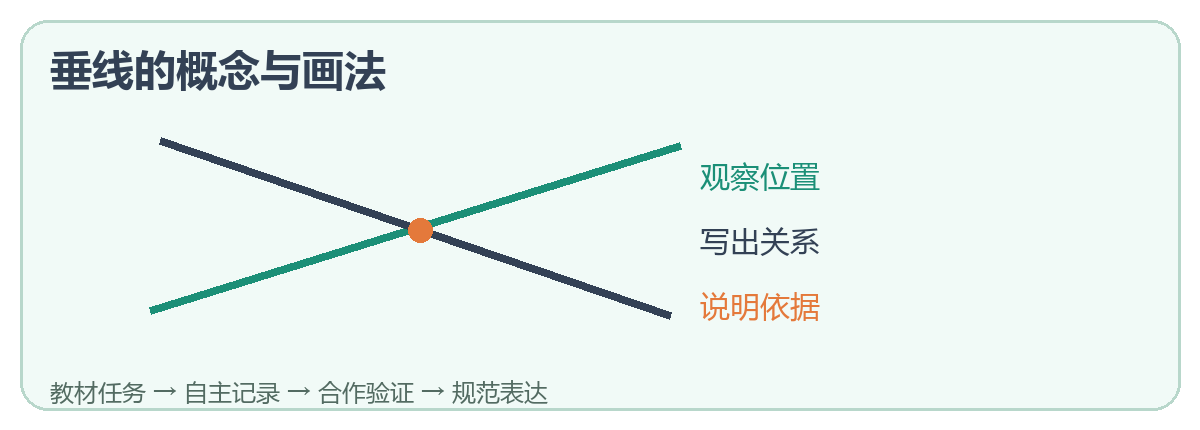 垂线的概念与画法
观察位置
写出关系
说明依据
教材任务 → 自主记录 → 合作验证 → 规范表达